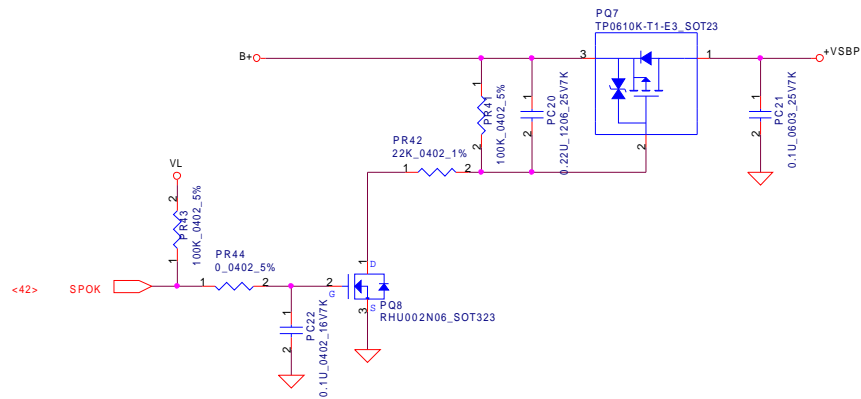 PQ7
TP0610K-T1-E3_SOT23
B+
3
1
+VSBP
1
2
PR41
100K_0402_5%
1
2
PC20
0.22U_1206_25V7K
2
1
2
PC21
0.1U_0603_25V7K
PR42
22K_0402_1%
1
2
VL
2
1
PR43
100K_0402_5%
PR44
0_0402_5%
<42>
SPOK
1
2
2
G
1
D
3
S
PQ8
RHU002N06_SOT323
1
2
PC22
0.1U_0402_16V7K